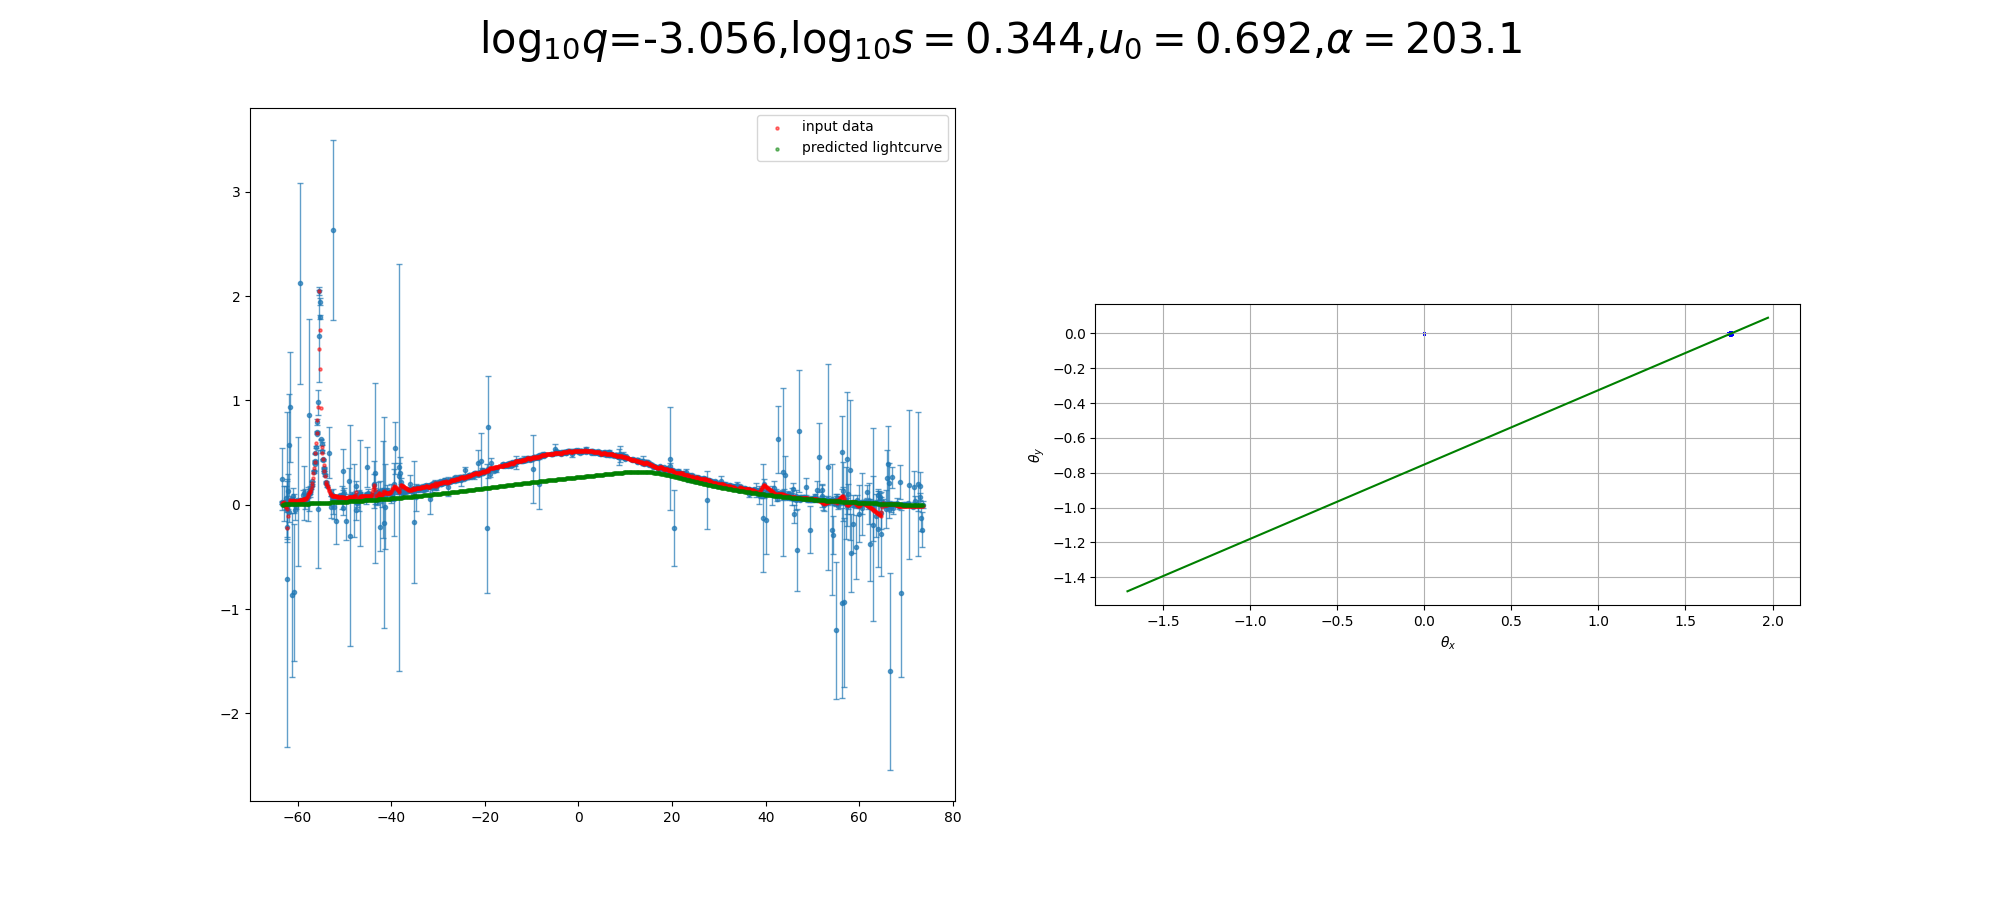 log₁₀q=-3.056,log₁₀s = 0.344,u₀ = 0.692,α = 203.1
input data
predicted lightcurve
3
2
1
0
−1
−2
−60 −40 −20 0 20 40 60 80
0.0
−0.2
−0.4
−0.6
−0.8
−1.0
−1.2
−1.4
θy
−1.5 −1.0 −0.5 0.0 0.5 1.0 1.5 2.0
θx